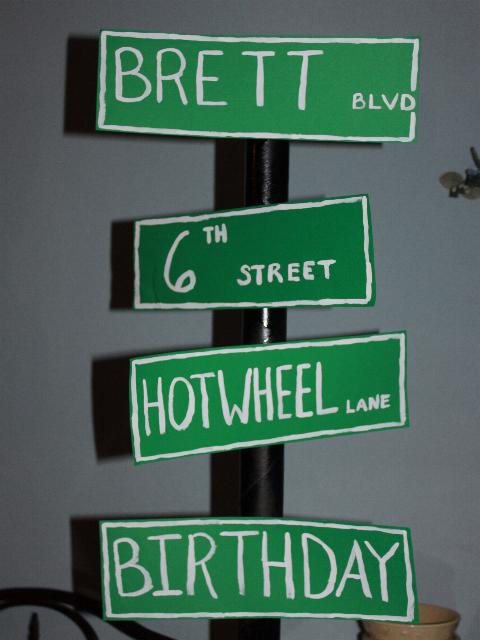 BRETT BLVD
6TH STREET
HOTWHEEL LANE
BIRTHDAY